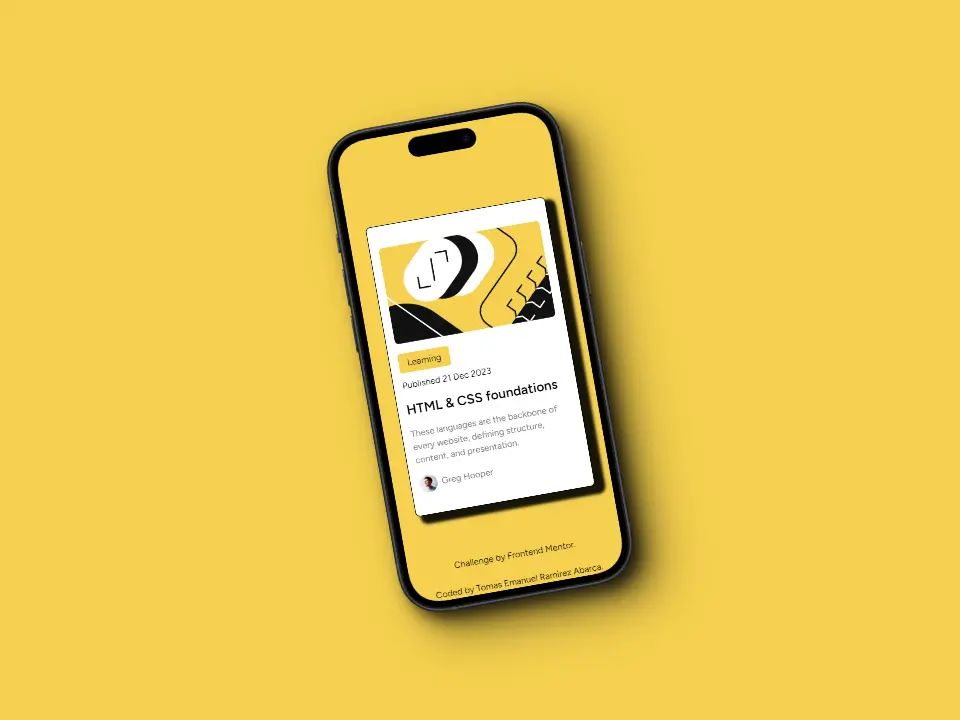 Learning
Published 21 Dec 2023
HTML & CSS foundations
These languages are the backbone of
every website, defining structure,
content, and presentation.
Greg Hooper
Challenge by Frontend Mentor.
Coded by Tomas Emanuel Ramirez Abarca.